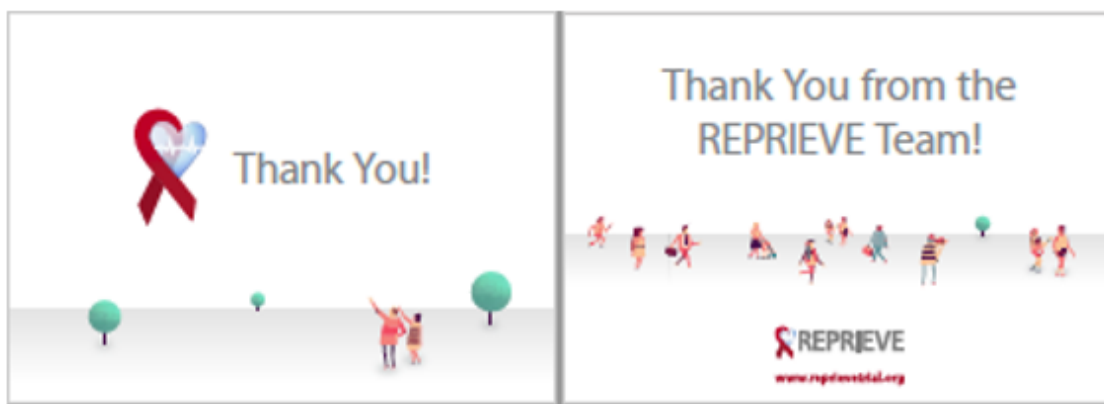 Thank You!
Thank You from the
REPRIEVE Team!
REPRIEVE
www.reprievetrial.org